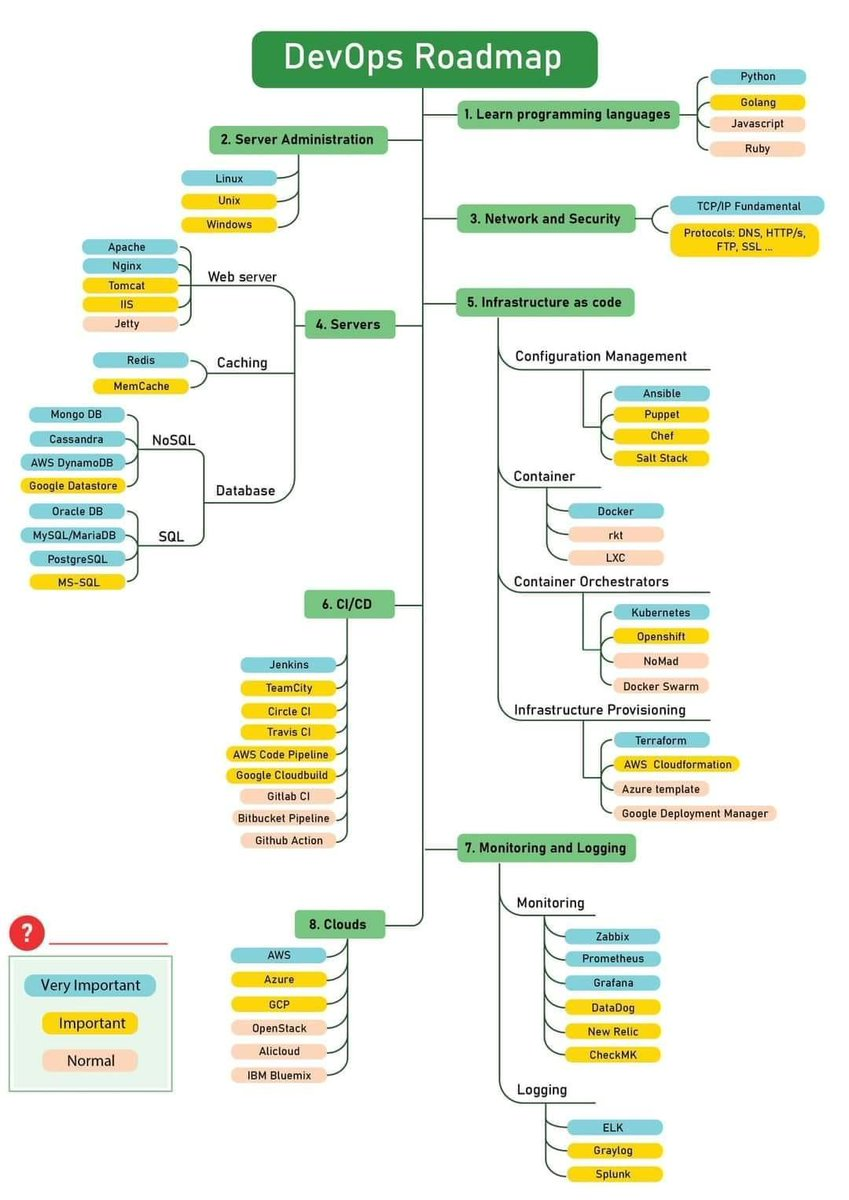 DevOps Roadmap
1. Learn programming languages
Python
Golang
Javascript
Ruby
2. Server Administration
Linux
Unix
Windows
3. Network and Security
TCP/IP Fundamental
Protocols: DNS, HTTP/s,
FTP, SSL ...
4. Servers
Web server
Apache
Nginx
Tomcat
IIS
Jetty
Caching
Redis
MemCache
Database
NoSQL
Mongo DB
Cassandra
AWS DynamoDB
Google Datastore
SQL
Oracle DB
MySQL/MariaDB
PostgreSQL
MS-SQL
5. Infrastructure as code
Configuration Management
Ansible
Puppet
Chef
Salt Stack
Container
Docker
rkt
LXC
Container Orchestrators
Kubernetes
Openshift
NoMad
Docker Swarm
Infrastructure Provisioning
Terraform
AWS Cloudformation
Azure template
Google Deployment Manager
6. CI/CD
Jenkins
TeamCity
Circle CI
Travis CI
AWS Code Pipeline
Google Cloudbuild
Gitlab CI
Bitbucket Pipeline
Github Action
7. Monitoring and Logging
Monitoring
Zabbix
Prometheus
Grafana
DataDog
New Relic
CheckMK
Logging
ELK
Graylog
Splunk
8. Clouds
AWS
Azure
GCP
OpenStack
Alicloud
IBM Bluemix
?
Very Important
Important
Normal